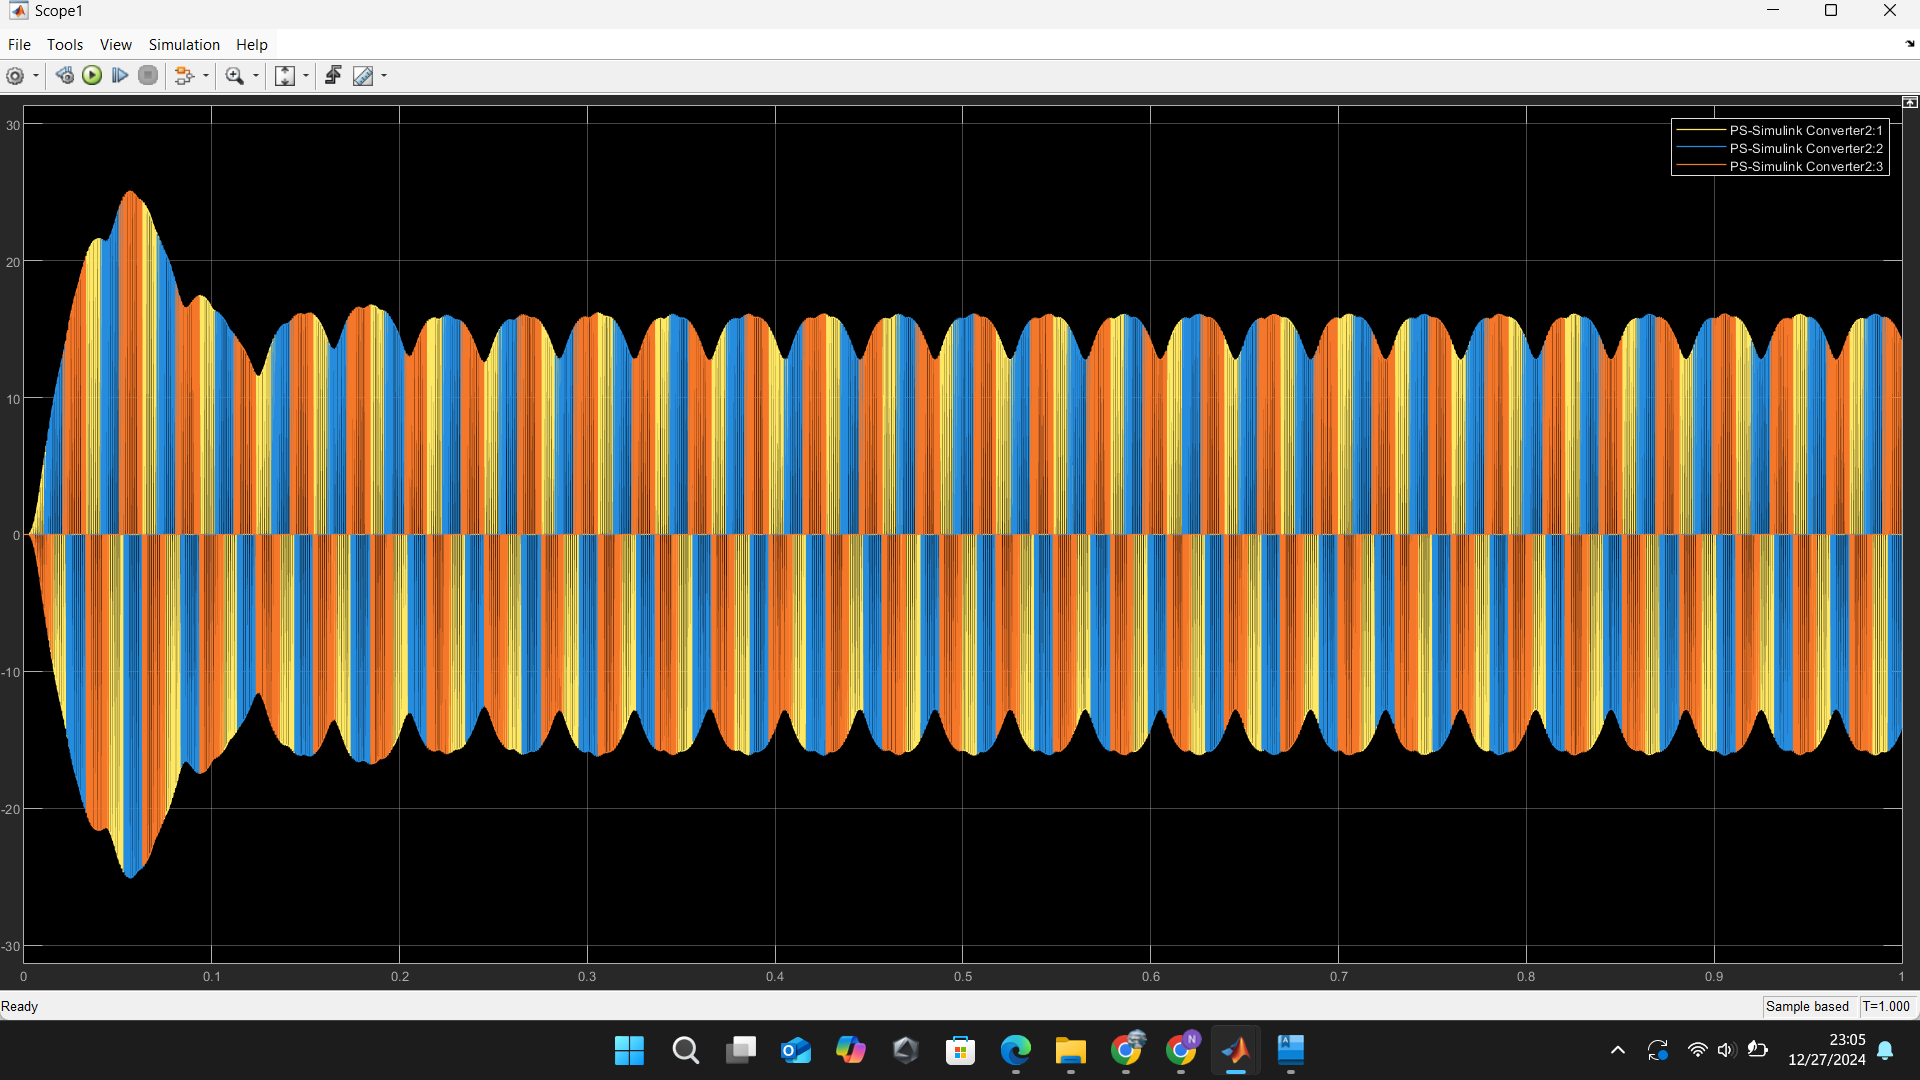 Scope1
File Tools View Simulation Help
PS-Simulink Converter2:1
PS-Simulink Converter2:2
PS-Simulink Converter2:3
30
20
10
0
-10
-20
-30
0 0.1 0.2 0.3 0.4 0.5 0.6 0.7 0.8 0.9 1
Ready
Sample based T=1.000
N
23:05
12/27/2024